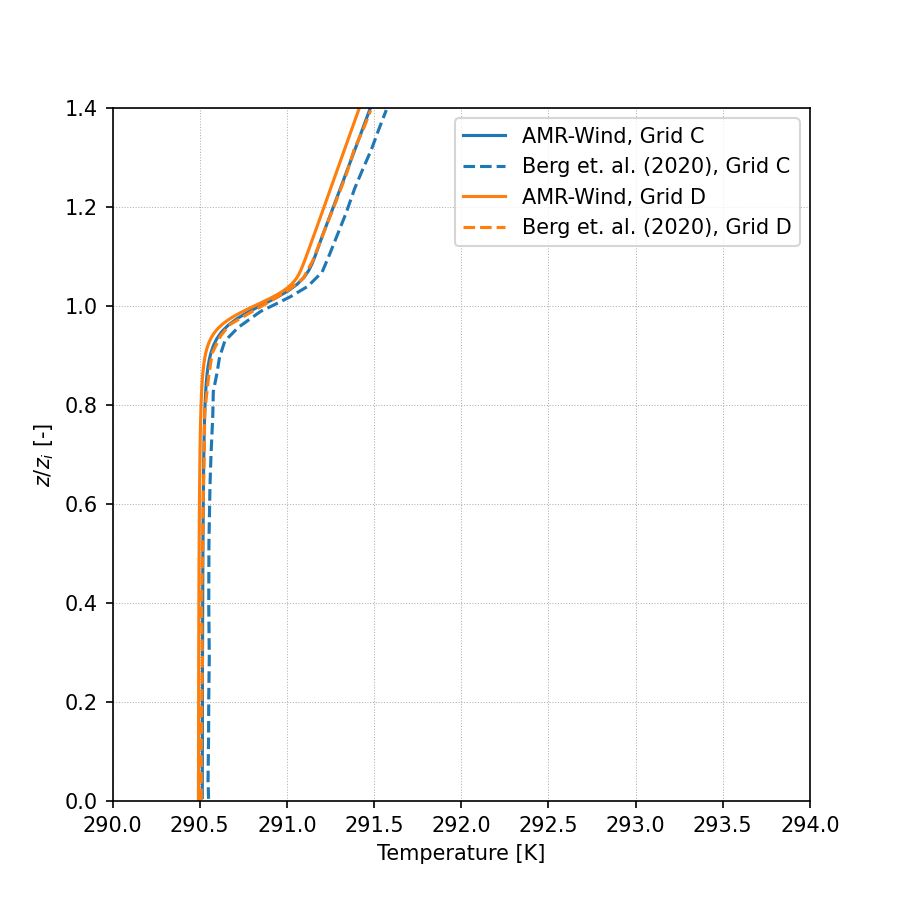 1.4
1.2
1.0
0.8
0.6
0.4
0.2
0.0
z/z_i [-]
AMR-Wind, Grid C
Berg et. al. (2020), Grid C
AMR-Wind, Grid D
Berg et. al. (2020), Grid D
290.0 290.5 291.0 291.5 292.0 292.5 293.0 293.5 294.0
Temperature [K]